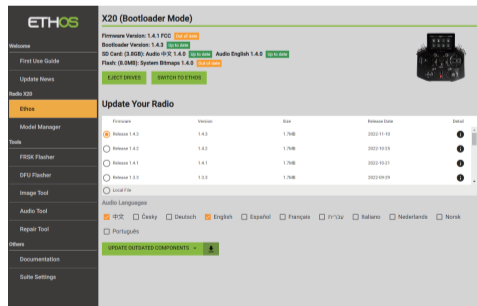 ETHOS
X20 (Bootloader Mode)
Firmware Version: 1.4.1 FCC Out of date
Bootloader Version: 1.4.3 Up to date
SD Card: (3.8GB): Audio 中文 1.4.0 Up to date Audio English 1.4.0 Up to date
Flash: (8.0MB): System Bitmaps 1.4.0 Out of date
EJECT DRIVES SWITCH TO ETHOS
Welcome
First Use Guide
Update News
Radio X20
Ethos
Model Manager
Tools
FRSK Flasher
DFU Flasher
Image Tool
Audio Tool
Repair Tool
Others
Documentation
Suite Settings
Update Your Radio
Firmware Version Size Release Date Detail
Release 1.4.3 1.4.3 1.7MB 2022-11-10
Release 1.4.2 1.4.2 1.7MB 2022-10-25
Release 1.4.1 1.4.1 1.7MB 2022-10-21
Release 1.3.3 1.3.3 1.7MB 2022-09-29
Local File
Audio Languages
中文 Česky Deutsch English Español Français עברית Italiano Nederlands Norsk
Português
UPDATE OUTDATED COMPONENTS